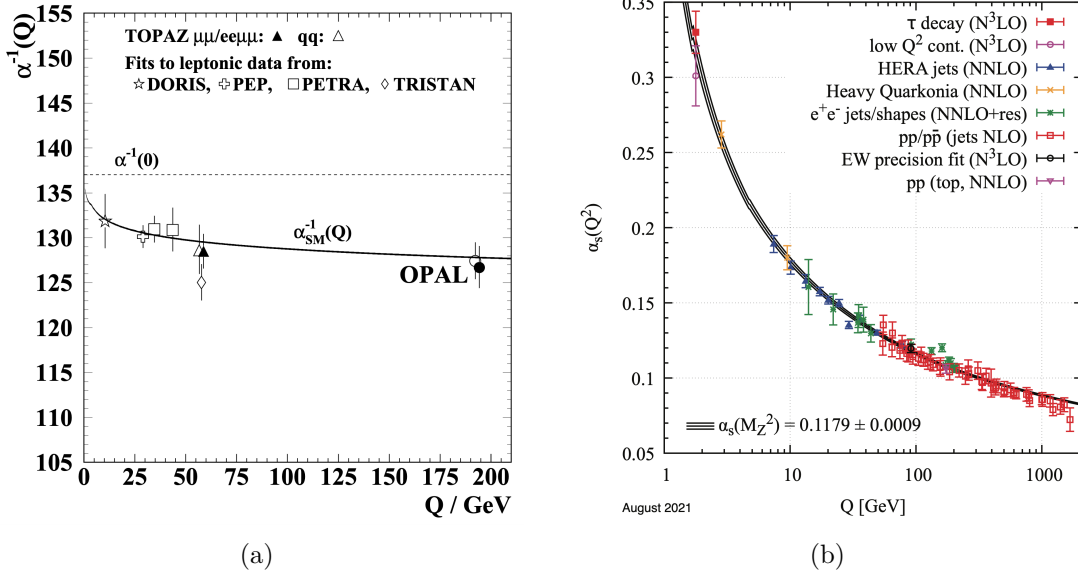 155
150
145
140
135
130
125
120
115
110
105
α⁻¹(Q)
TOPAZ μμ/eeμμ: ▲ qq: △
Fits to leptonic data from:
☆DORIS, ✙PEP, □PETRA, ◇TRISTAN
α⁻¹(0)
α⁻¹SM(Q)
OPAL
0 25 50 75 100 125 150 175 200
Q / GeV
(a)
0.35
0.3
0.25
0.2
0.15
0.1
0.05
αs(Q²)
τ decay (N³LO)
low Q² cont. (N³LO)
HERA jets (NNLO)
Heavy Quarkonia (NNLO)
e⁺e⁻ jets/shapes (NNLO+res)
pp/pp̄ (jets NLO)
EW precision fit (N³LO)
pp (top, NNLO)
αs(MZ²) = 0.1179 ± 0.0009
1 10 100 1000
August 2021
Q [GeV]
(b)